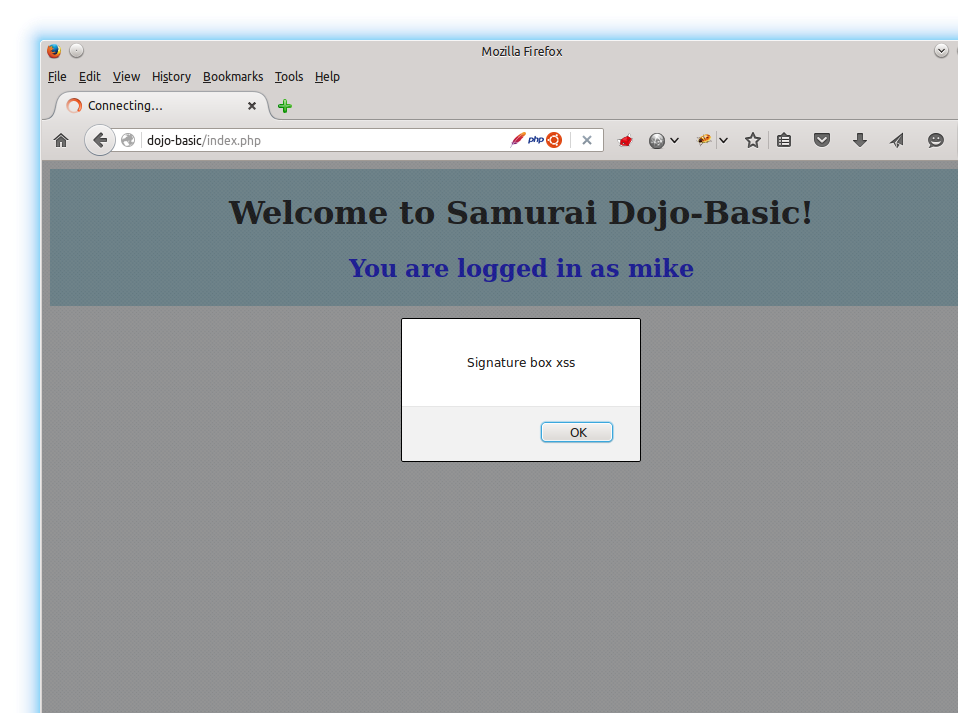 Mozilla Firefox
File Edit View History Bookmarks Tools Help
Connecting...
dojo-basic/index.php php
Welcome to Samurai Dojo-Basic!
You are logged in as mike
Signature box xss
OK